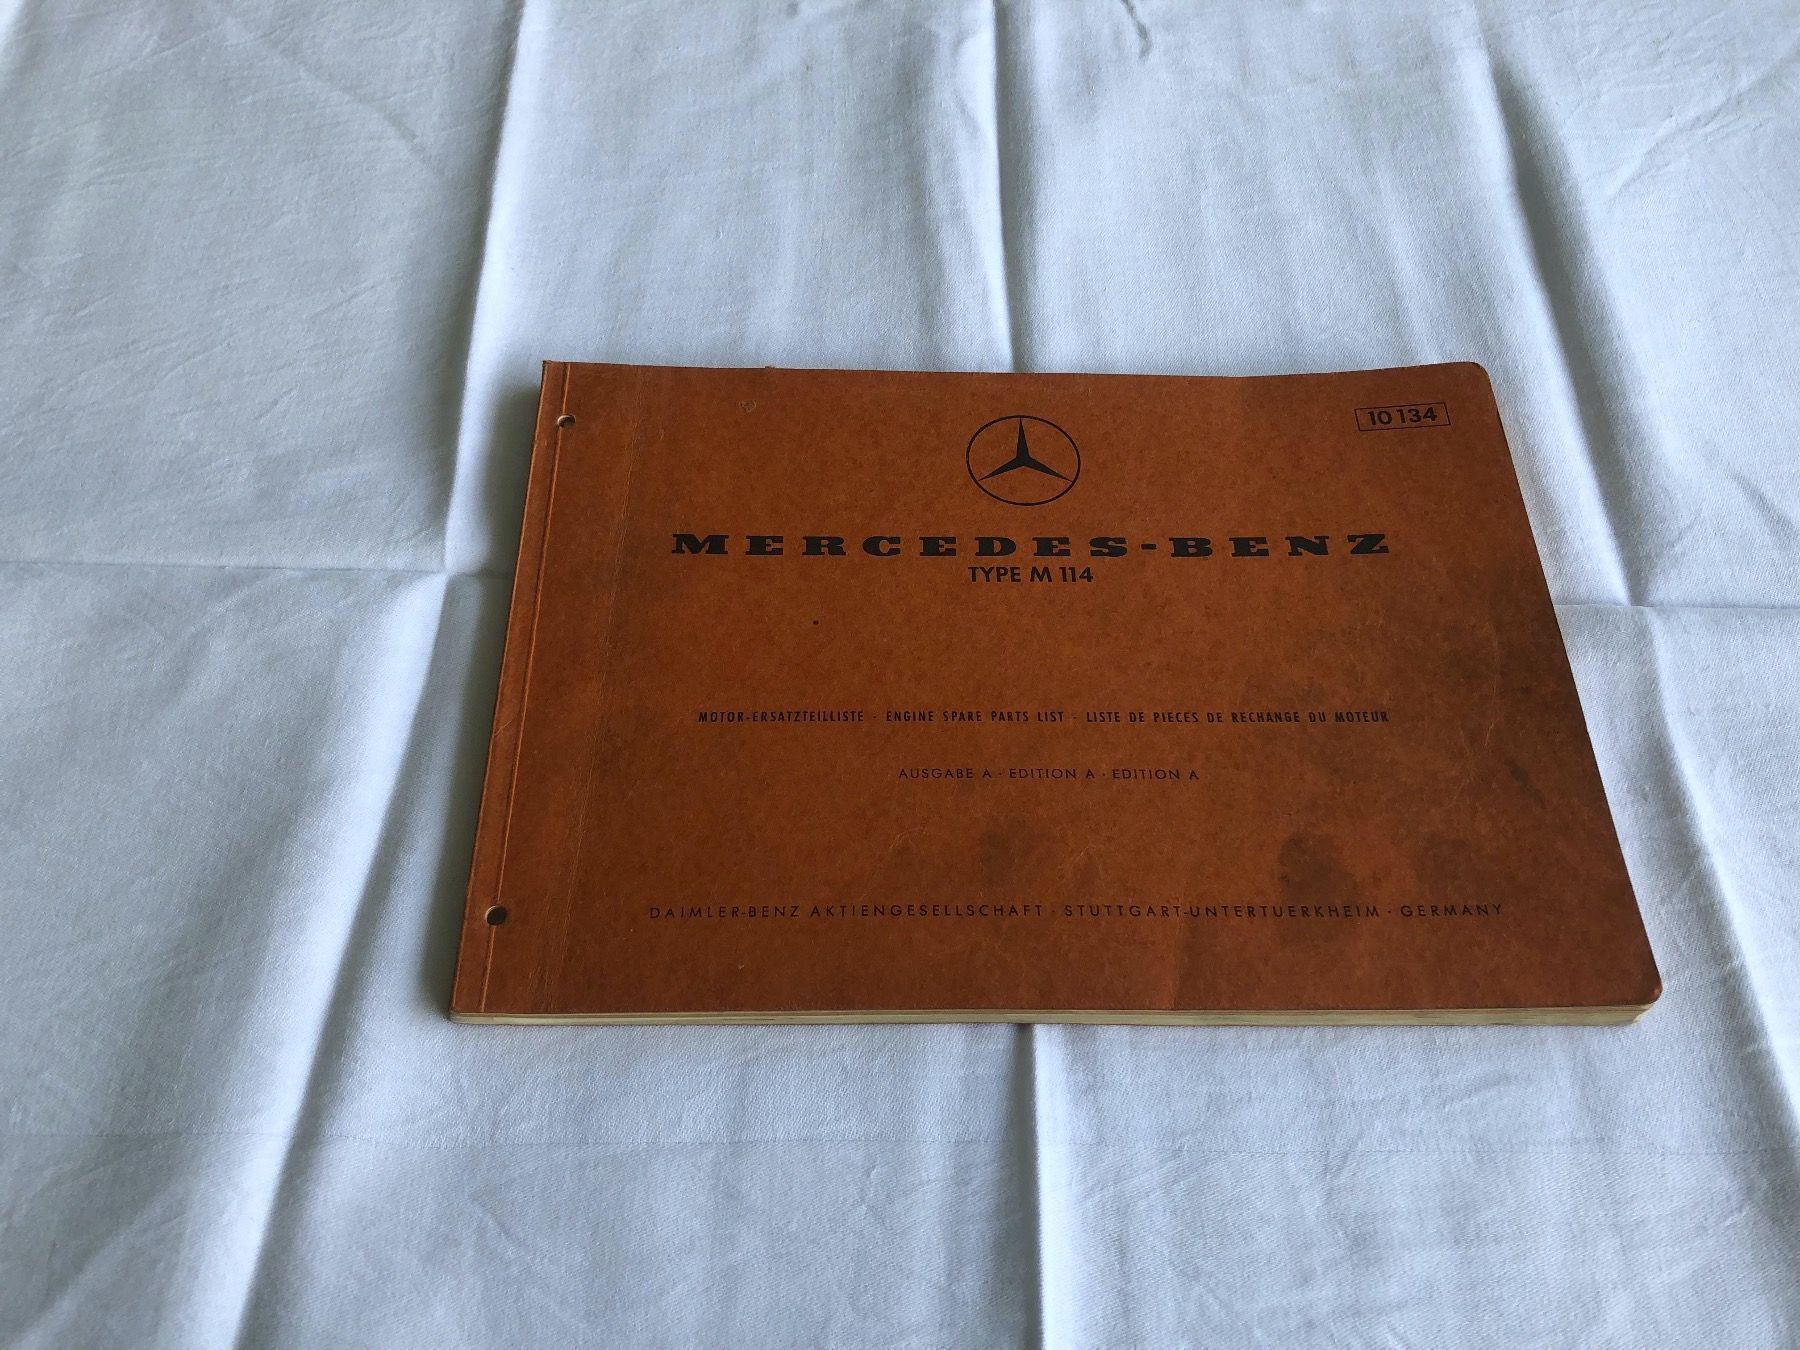 10 134
MERCEDES-BENZ
TYPE M 114
MOTOR-ERSATZTEILLISTE · ENGINE SPARE PARTS LIST · LISTE DE PIECES DE RECHANGE DU MOTEUR
AUSGABE A · EDITION A · EDITION A
DAIMLER-BENZ AKTIENGESELLSCHAFT · STUTTGART-UNTERTUERKHEIM · GERMANY